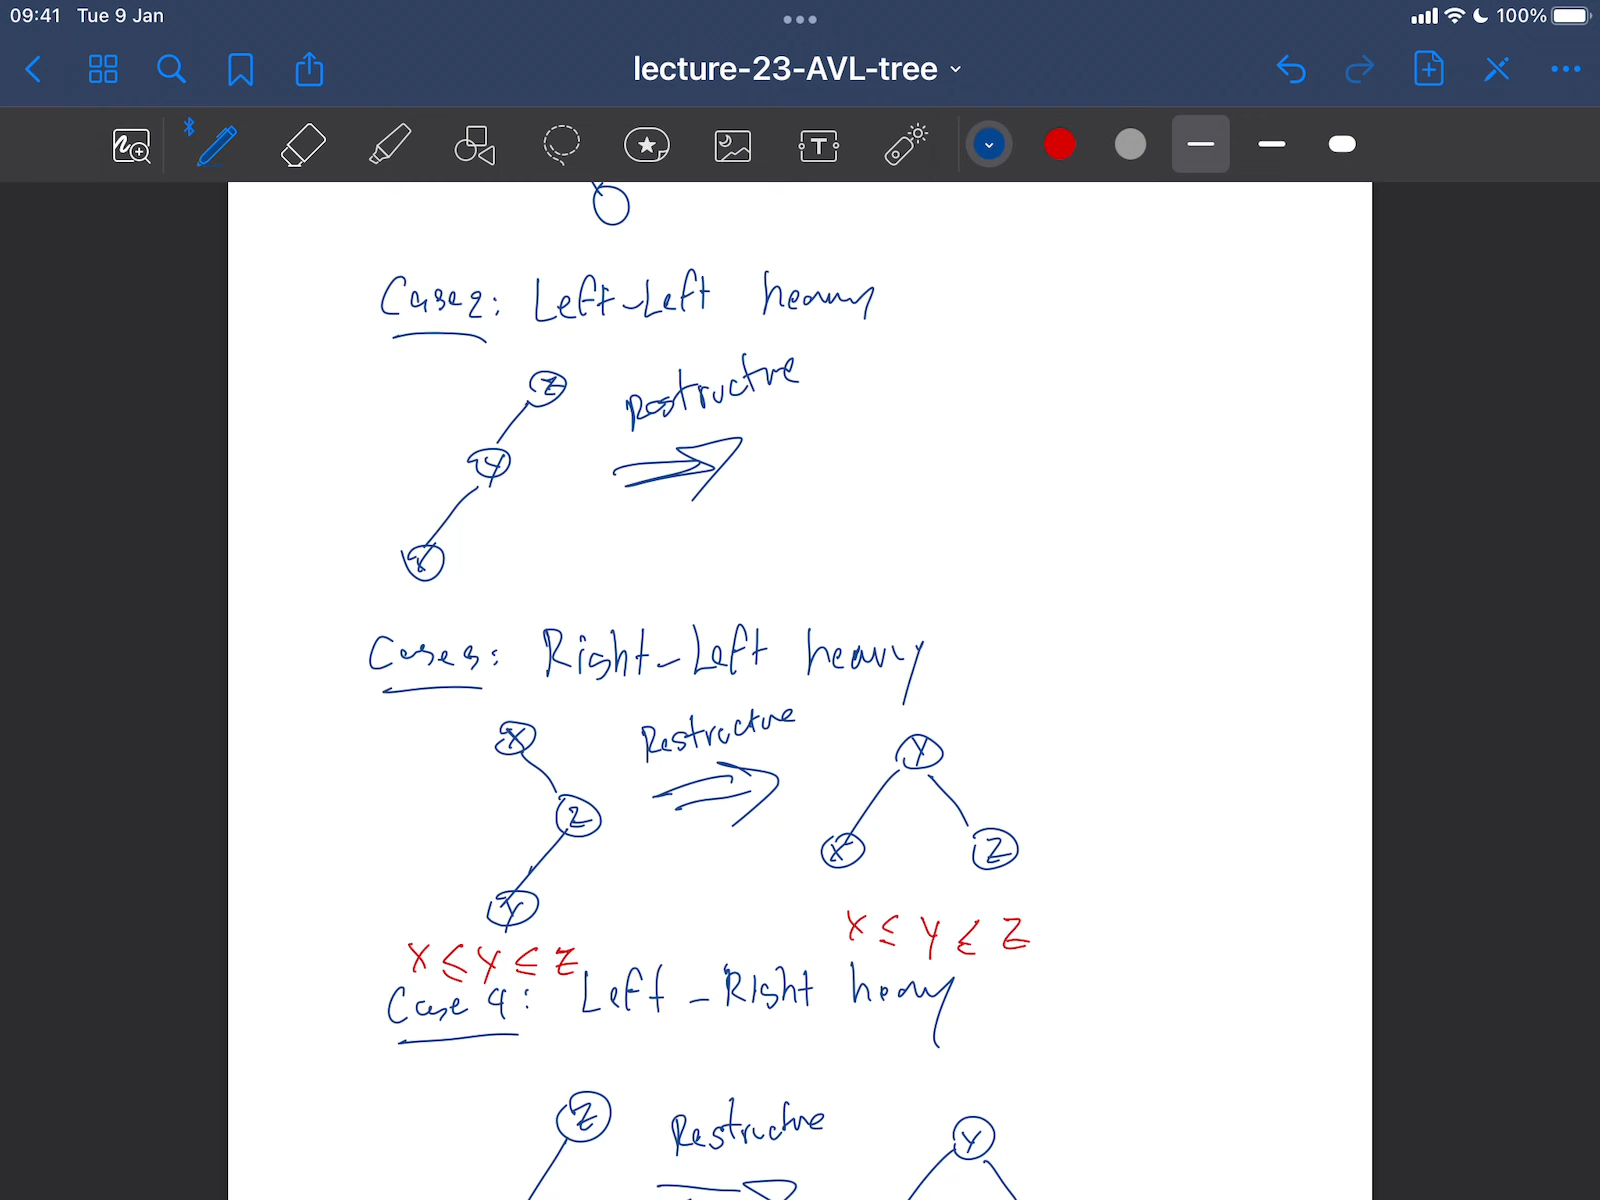 09:41 Tue 9 Jan
100%
lecture-23-AVL-tree
T
Case 2: Left-Left heavy
Z
Restructure
Y
X
Case 3: Right-Left heavy
X
Restructure
Y
Z
X
Z
Y
X ≤ Y ≤ Z
X ≤ Y ≤ Z
Case 4: Left-Right heavy
Z
Restructure
Y